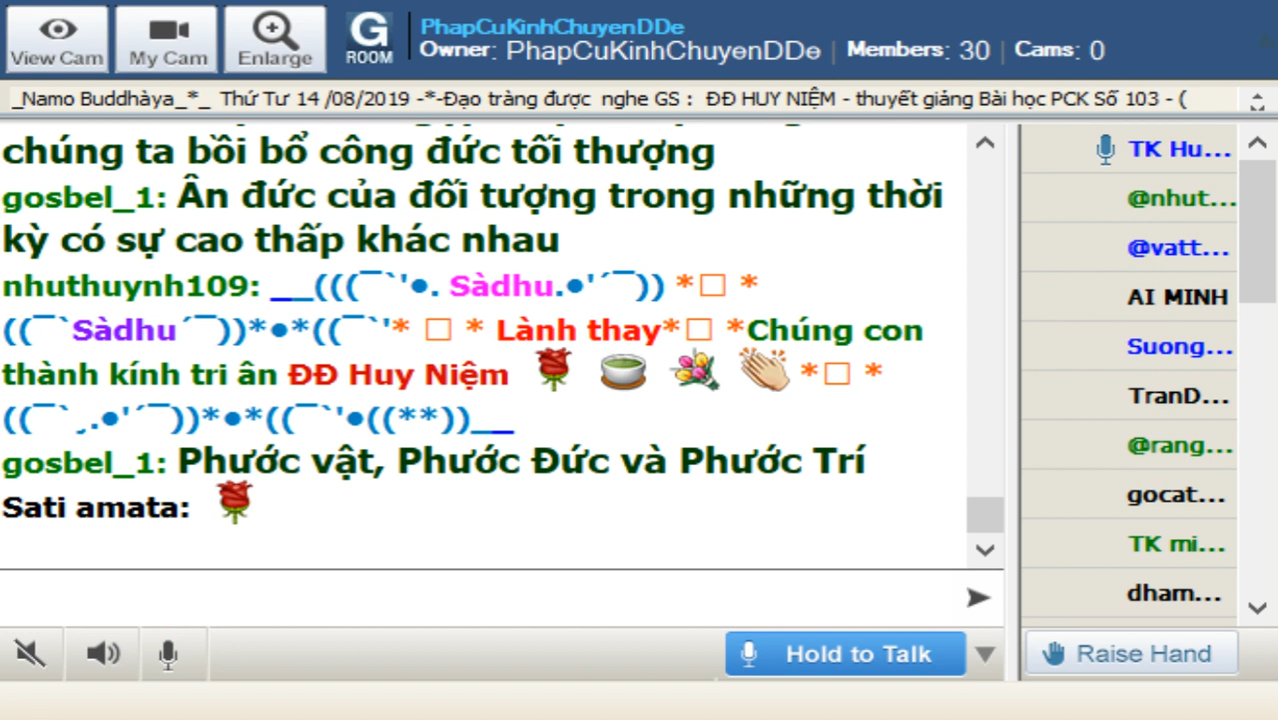 View Cam
My Cam
Enlarge
G ROOM
PhapCuKinhChuyenDDe
Owner: PhapCuKinhChuyenDDe | Members: 30 | Cams: 0
_Namo Buddhàya_*_ Thứ Tư 14 /08/2019 -*-Đạo tràng được nghe GS : ĐĐ HUY NIỆM - thuyết giảng Bài học PCK Số 103 - (
chúng ta bồi bổ công đức tối thượng
gosbel_1: Ân đức của đối tượng trong những thời
kỳ có sự cao thấp khác nhau
nhuthuynh109: __(((¯`'●. Sàdhu.●'´¯)) *□ *
((¯`Sàdhu´¯))*●*((¯`'* □ * Lành thay*□ *Chúng con
thành kính tri ân ĐĐ Huy Niệm *□ *
((¯`¸.●'´¯))*●*((¯`'●((**))__
gosbel_1: Phước vật, Phước Đức và Phước Trí
Sati amata:
TK Hu...
@nhut...
@vatt...
AI MINH
Suong...
TranD...
@rang...
gocat...
TK mi...
dham...
Hold to Talk
Raise Hand